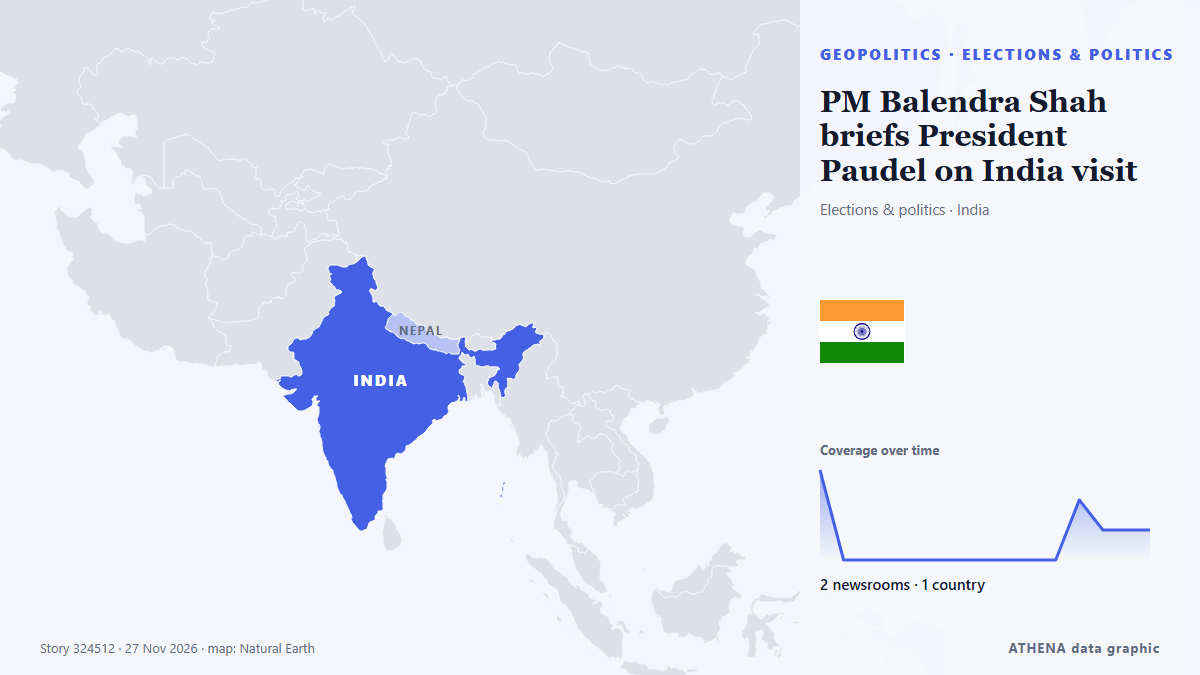 GEOPOLITICS · ELECTIONS & POLITICS
PM Balendra Shah
briefs President
Paudel on India visit
Elections & politics · India
NEPAL
INDIA
Coverage over time
2 newsrooms · 1 country
Story 324512 · 27 Nov 2026 · map: Natural Earth
ATHENA data graphic